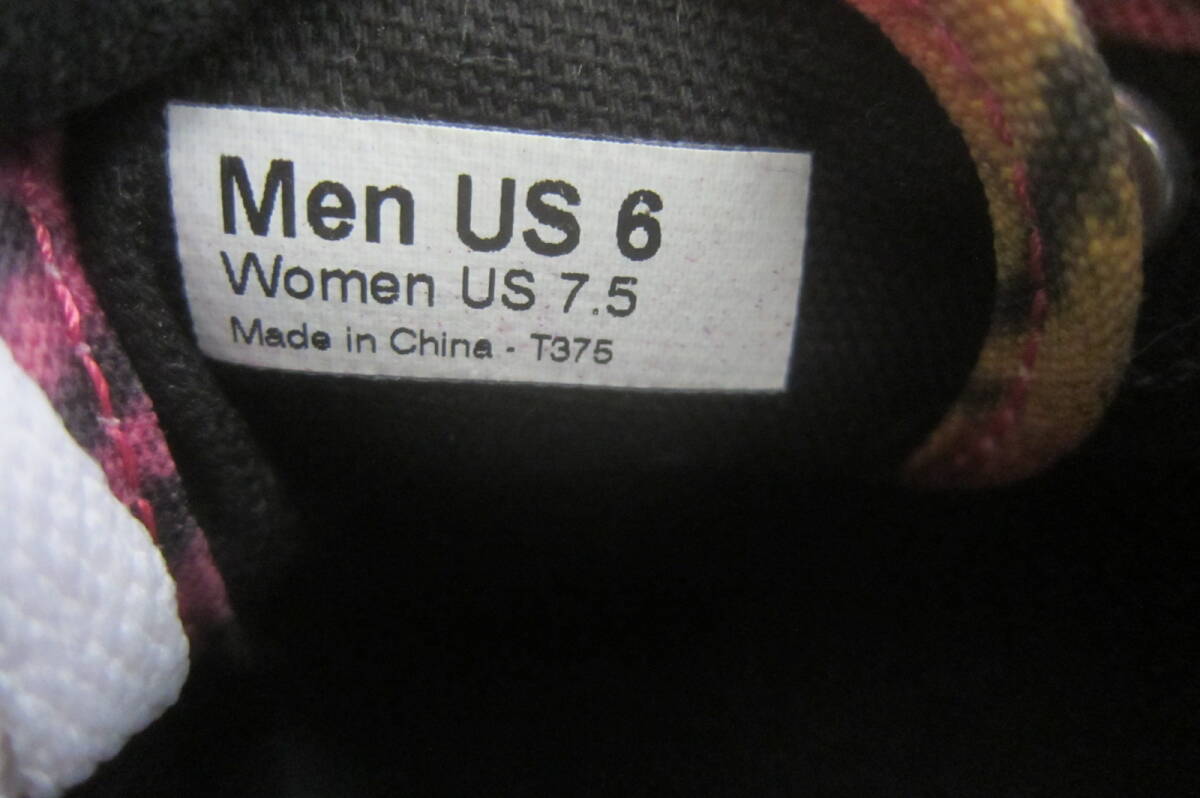 Men US 6
Women US 7.5
Made in China - T375